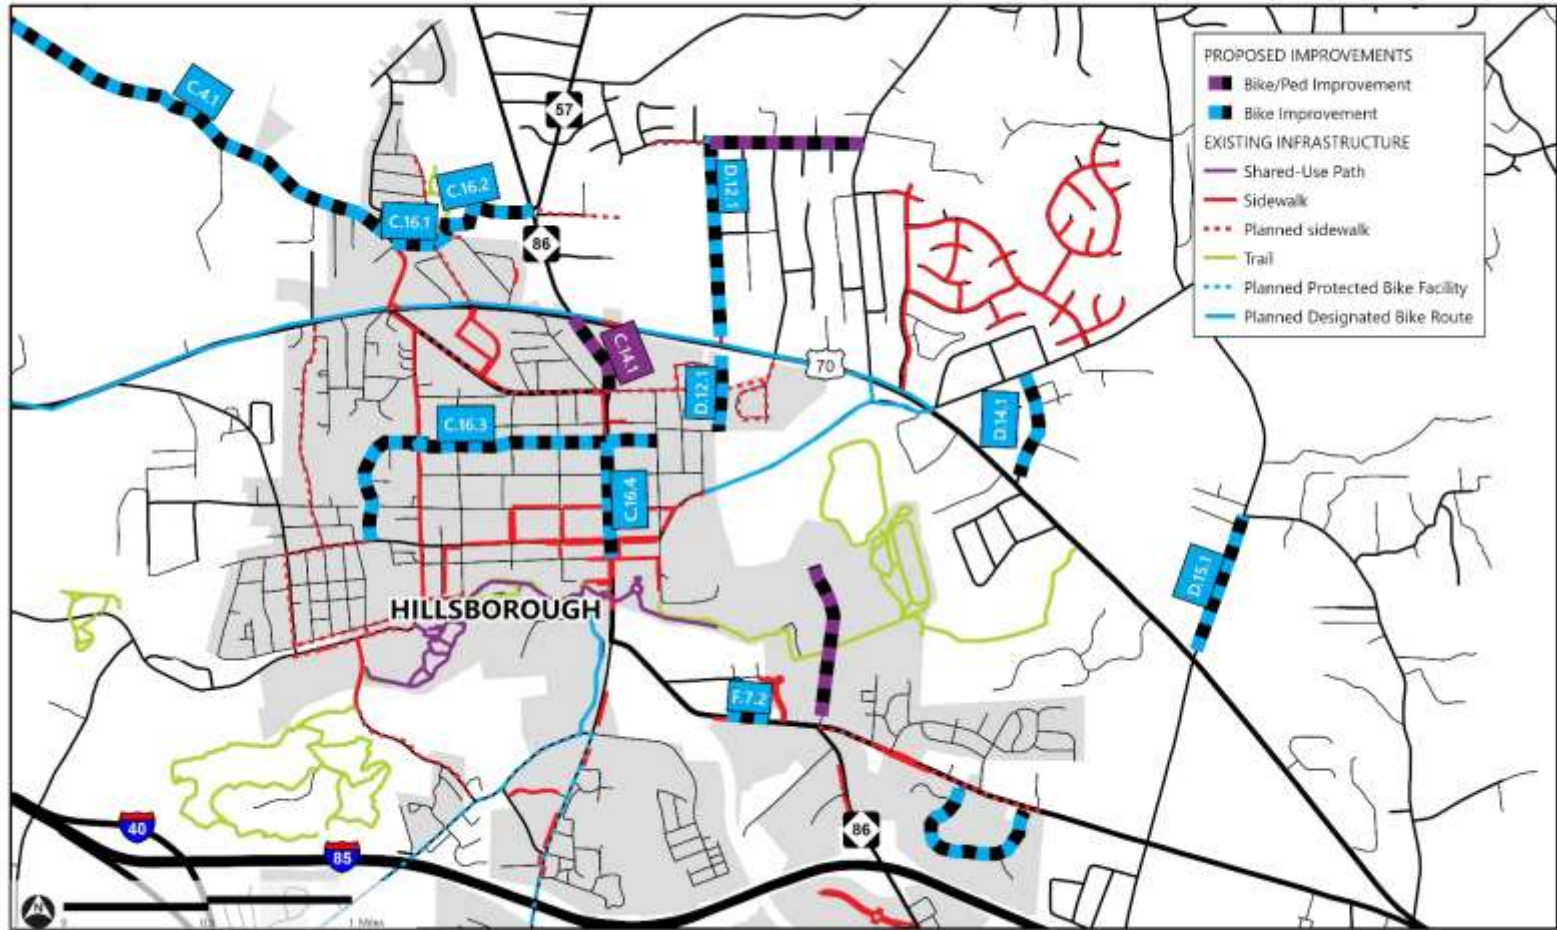 PROPOSED IMPROVEMENTS
Bike/Ped Improvement
Bike Improvement
EXISTING INFRASTRUCTURE
Shared-Use Path
Sidewalk
Planned sidewalk
Trail
Planned Protected Bike Facility
Planned Designated Bike Route
C.4.1
57
C.16.2
D.12.1
C.16.1
86
C.14.1
70
D.12.1
C.16.3
D.14.1
C.16.4
D.15.1
HILLSBOROUGH
F.7.2
40
86
85
N
0
1 Miles